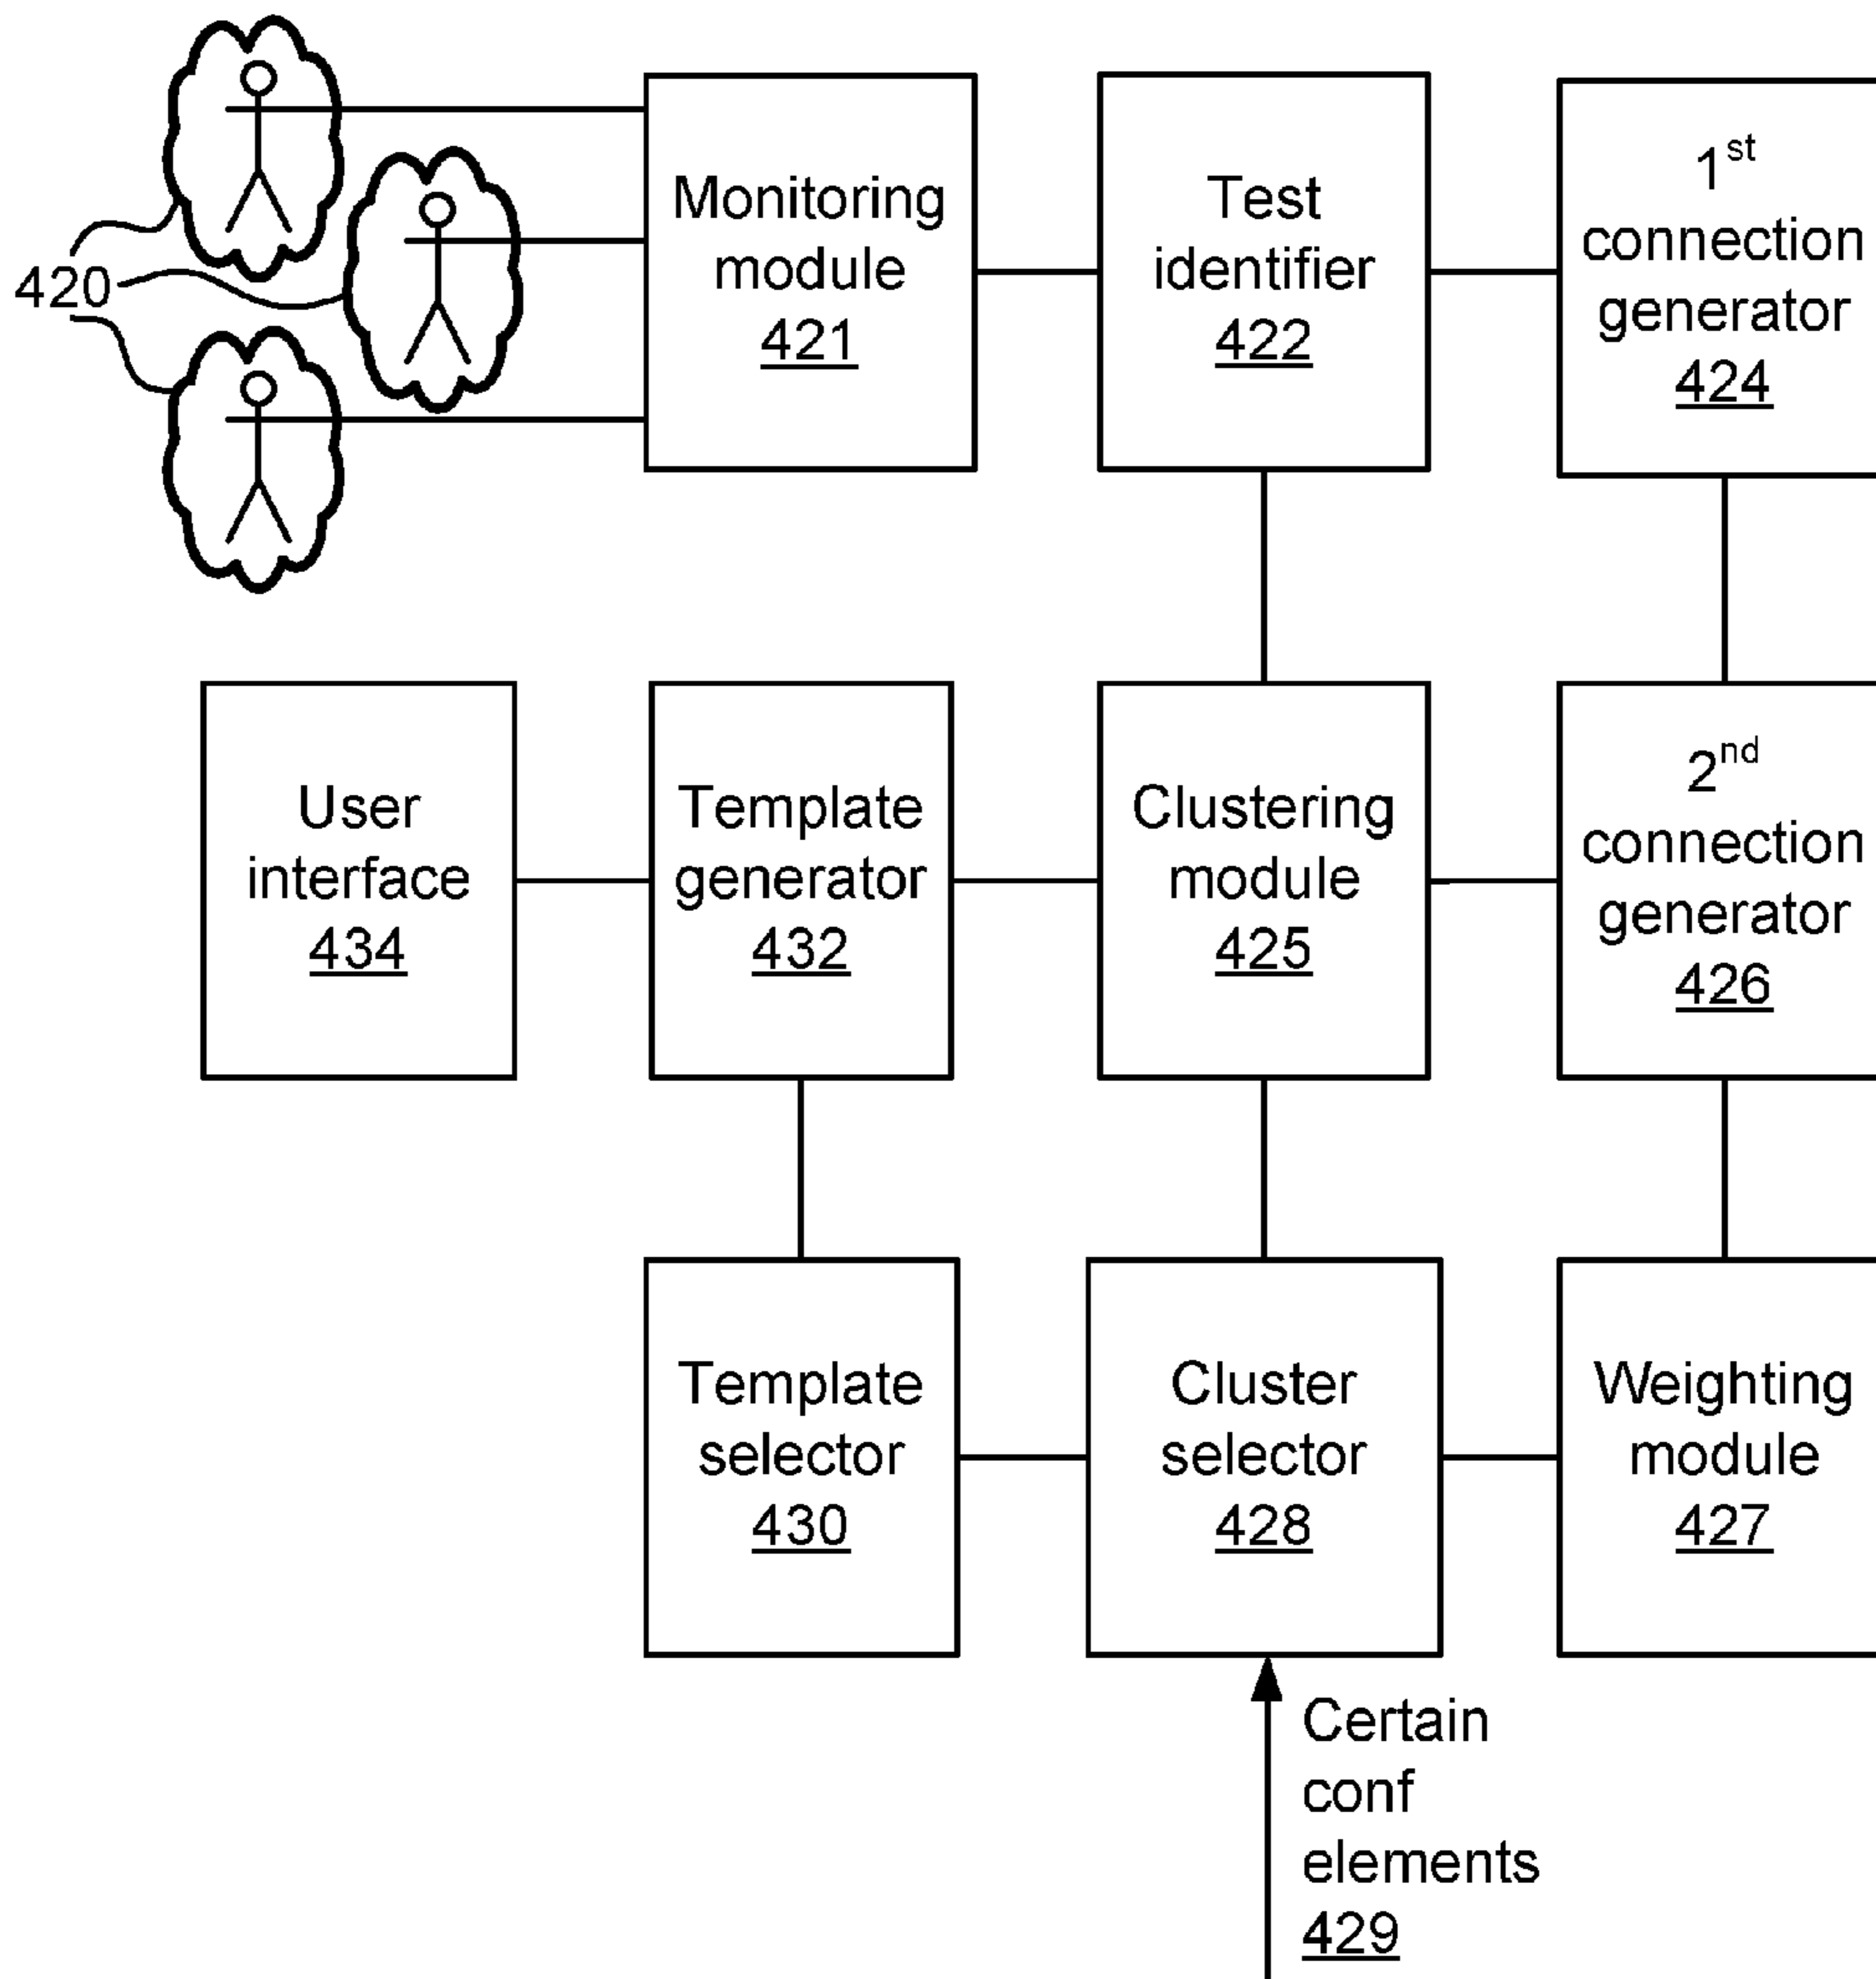 420
Monitoring
module
421
Test
identifier
422
1st
connection
generator
424
User
interface
434
Template
generator
432
Clustering
module
425
2nd
connection
generator
426
Template
selector
430
Cluster
selector
428
Weighting
module
427
Certain
conf
elements
429